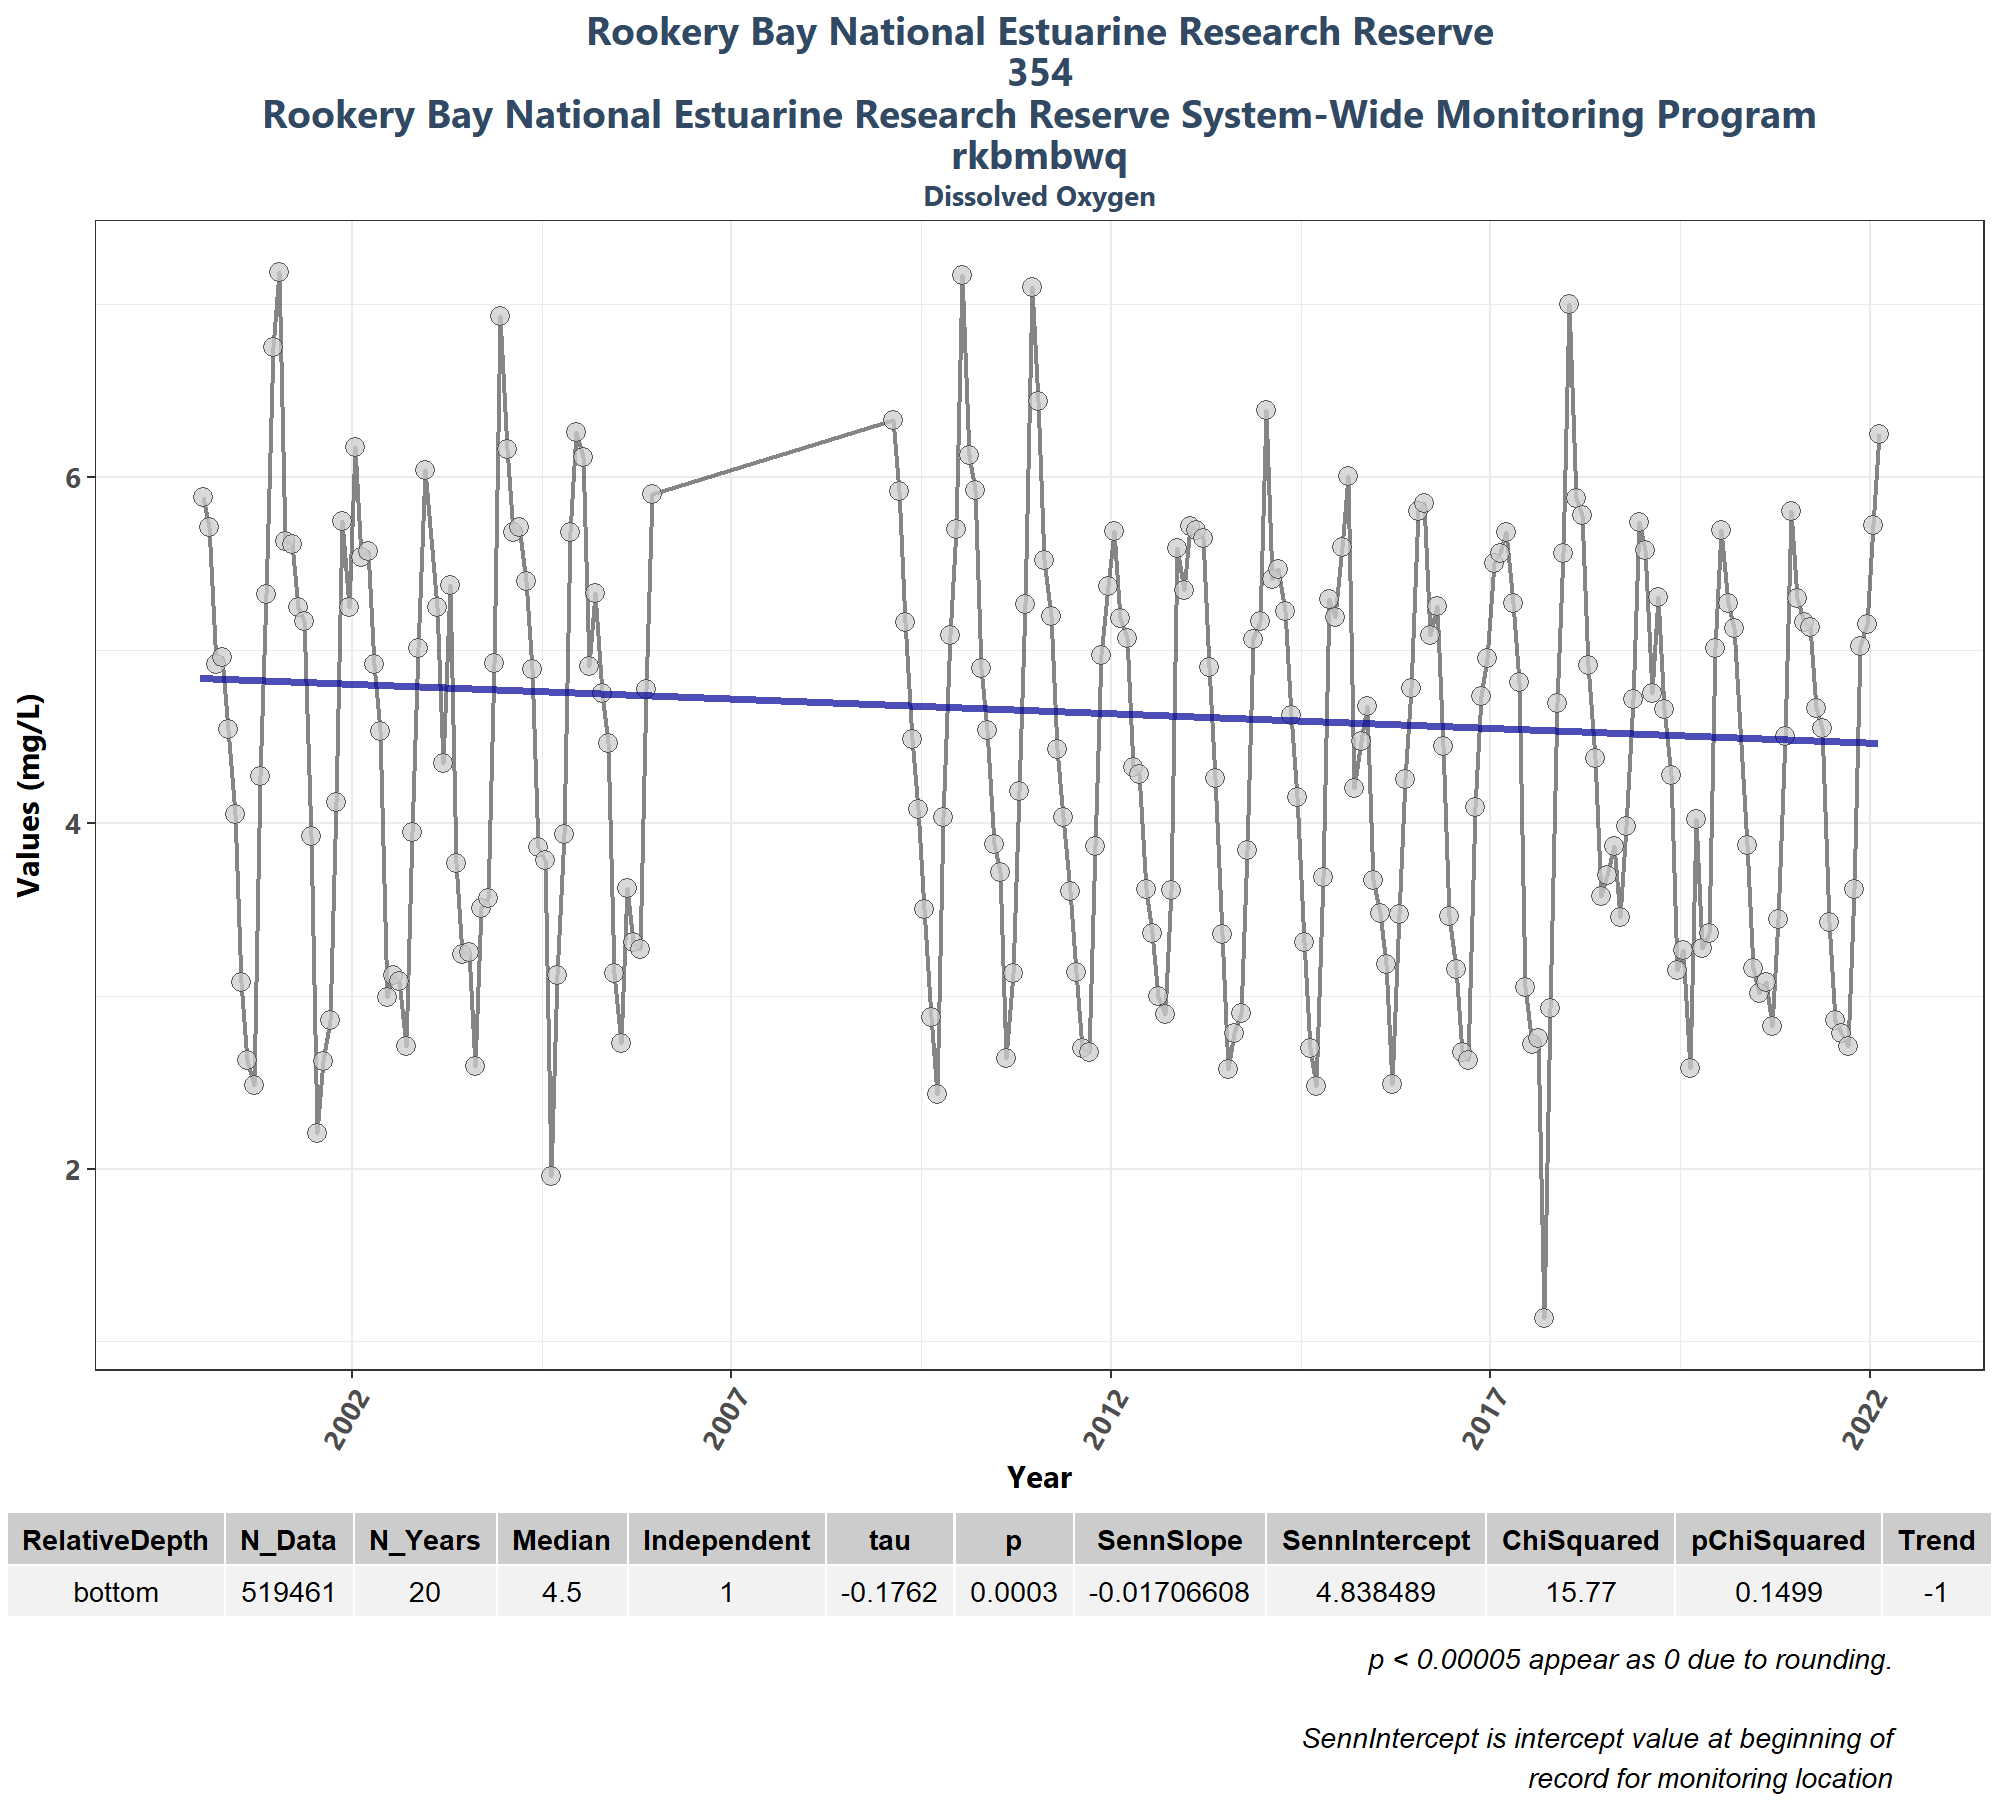 Rookery Bay National Estuarine Research Reserve
354
Rookery Bay National Estuarine Research Reserve System-Wide Monitoring Program
rkbmbwq
Dissolved Oxygen
Values (mg/L)
6
4
2
2002
2007
2012
2017
2022
Year
RelativeDepth N_Data N_Years Median Independent tau p SennSlope SennIntercept ChiSquared pChiSquared Trend
bottom 519461 20 4.5 1 -0.1762 0.0003 -0.01706608 4.838489 15.77 0.1499 -1
p < 0.00005 appear as 0 due to rounding.
SennIntercept is intercept value at beginning of
record for monitoring location